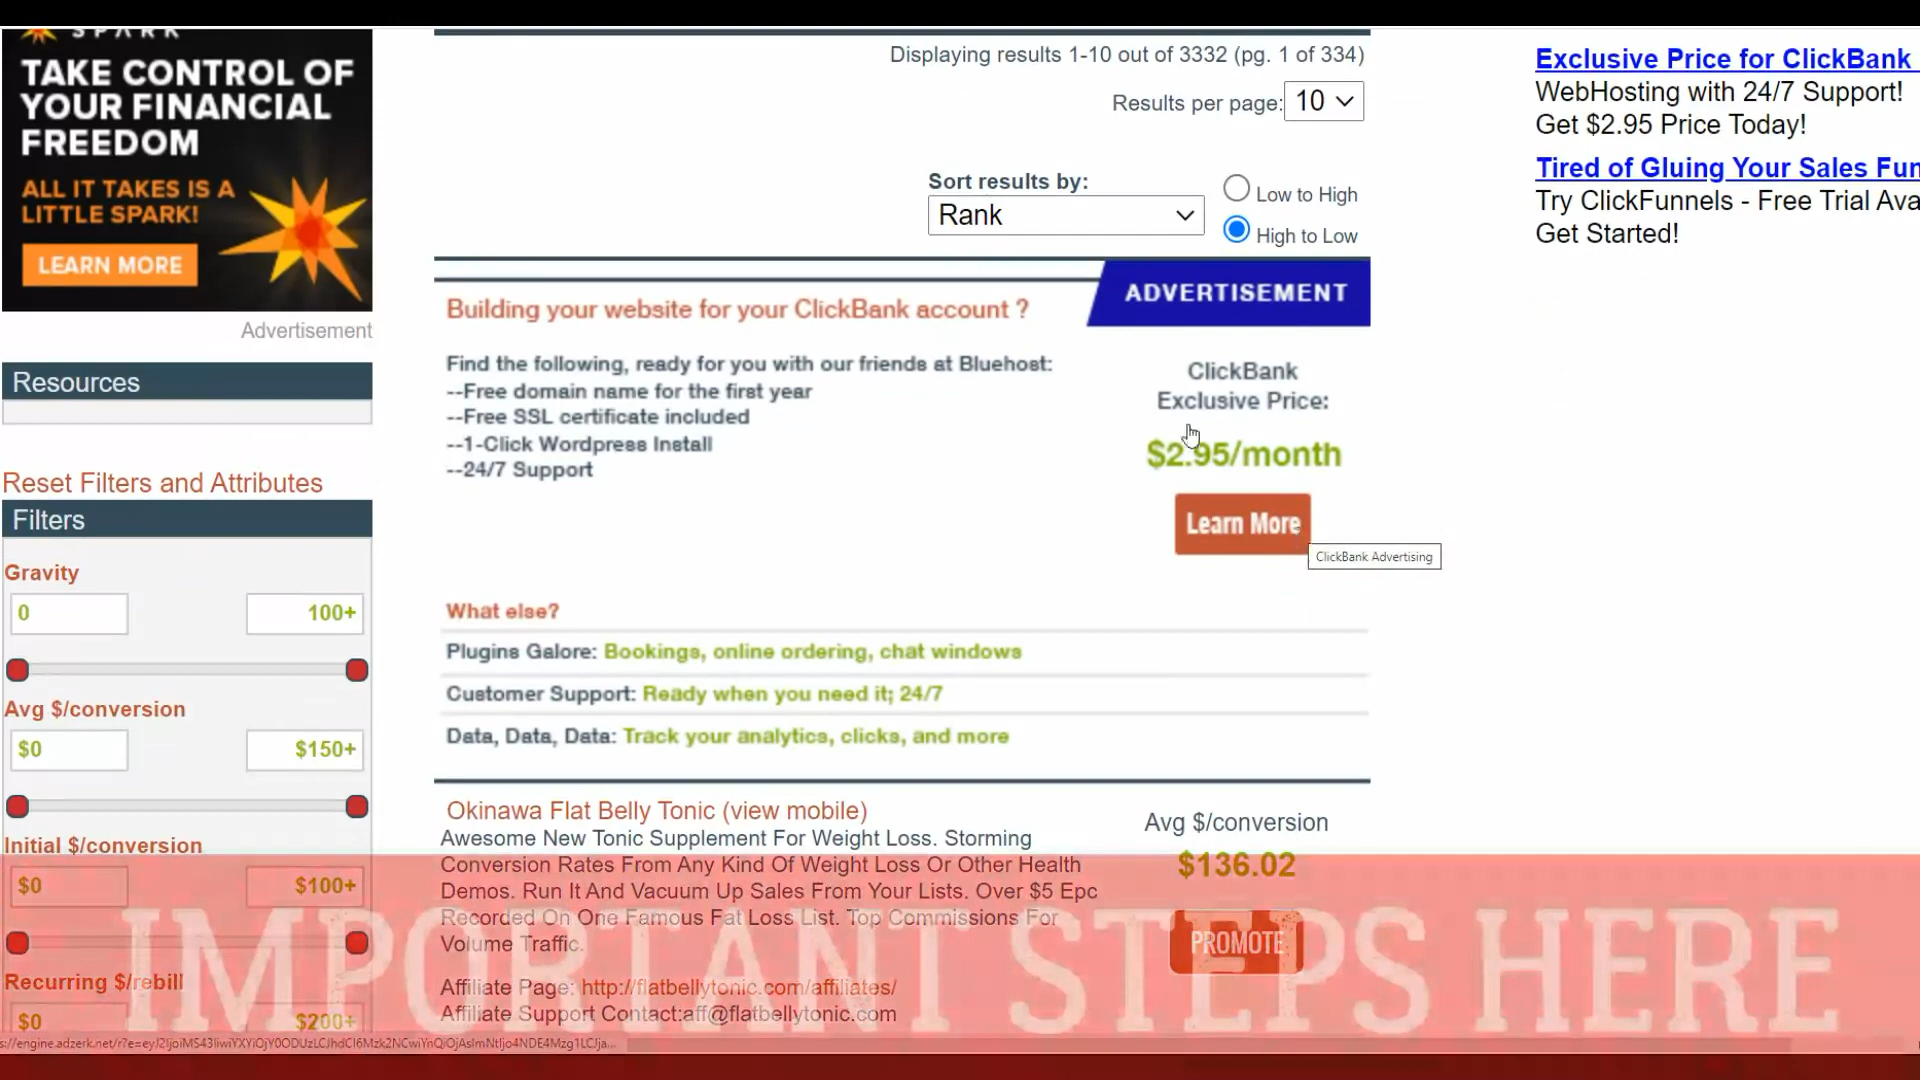 SPARK
TAKE CONTROL OF
YOUR FINANCIAL
FREEDOM
ALL IT TAKES IS A
LITTLE SPARK!
LEARN MORE
Advertisement
Resources
Reset Filters and Attributes
Filters
Gravity
0 100+
Avg $/conversion
$0 $150+
Initial $/conversion
$0 $100+
Recurring $/rebill
$0 $200+
Displaying results 1-10 out of 3332 (pg. 1 of 334)
Results per page: 10
Sort results by:
Rank
Low to High
High to Low
ADVERTISEMENT
Building your website for your ClickBank account ?
Find the following, ready for you with our friends at Bluehost:
--Free domain name for the first year
--Free SSL certificate included
--1-Click Wordpress Install
--24/7 Support
ClickBank
Exclusive Price:
$2.95/month
Learn More
ClickBank Advertising
What else?
Plugins Galore: Bookings, online ordering, chat windows
Customer Support: Ready when you need it; 24/7
Data, Data, Data: Track your analytics, clicks, and more
Okinawa Flat Belly Tonic (view mobile)
Awesome New Tonic Supplement For Weight Loss. Storming
Conversion Rates From Any Kind Of Weight Loss Or Other Health
Demos. Run It And Vacuum Up Sales From Your Lists. Over $5 Epc
Recorded On One Famous Fat Loss List. Top Commissions For
Volume Traffic.
Affiliate Page: http://flatbellytonic.com/affiliates/
Affiliate Support Contact:aff@flatbellytonic.com
Avg $/conversion
$136.02
PROMOTE
Exclusive Price for ClickBank
WebHosting with 24/7 Support!
Get $2.95 Price Today!
Tired of Gluing Your Sales Fun
Try ClickFunnels - Free Trial Ava
Get Started!
IMPORTANT STEPS HERE